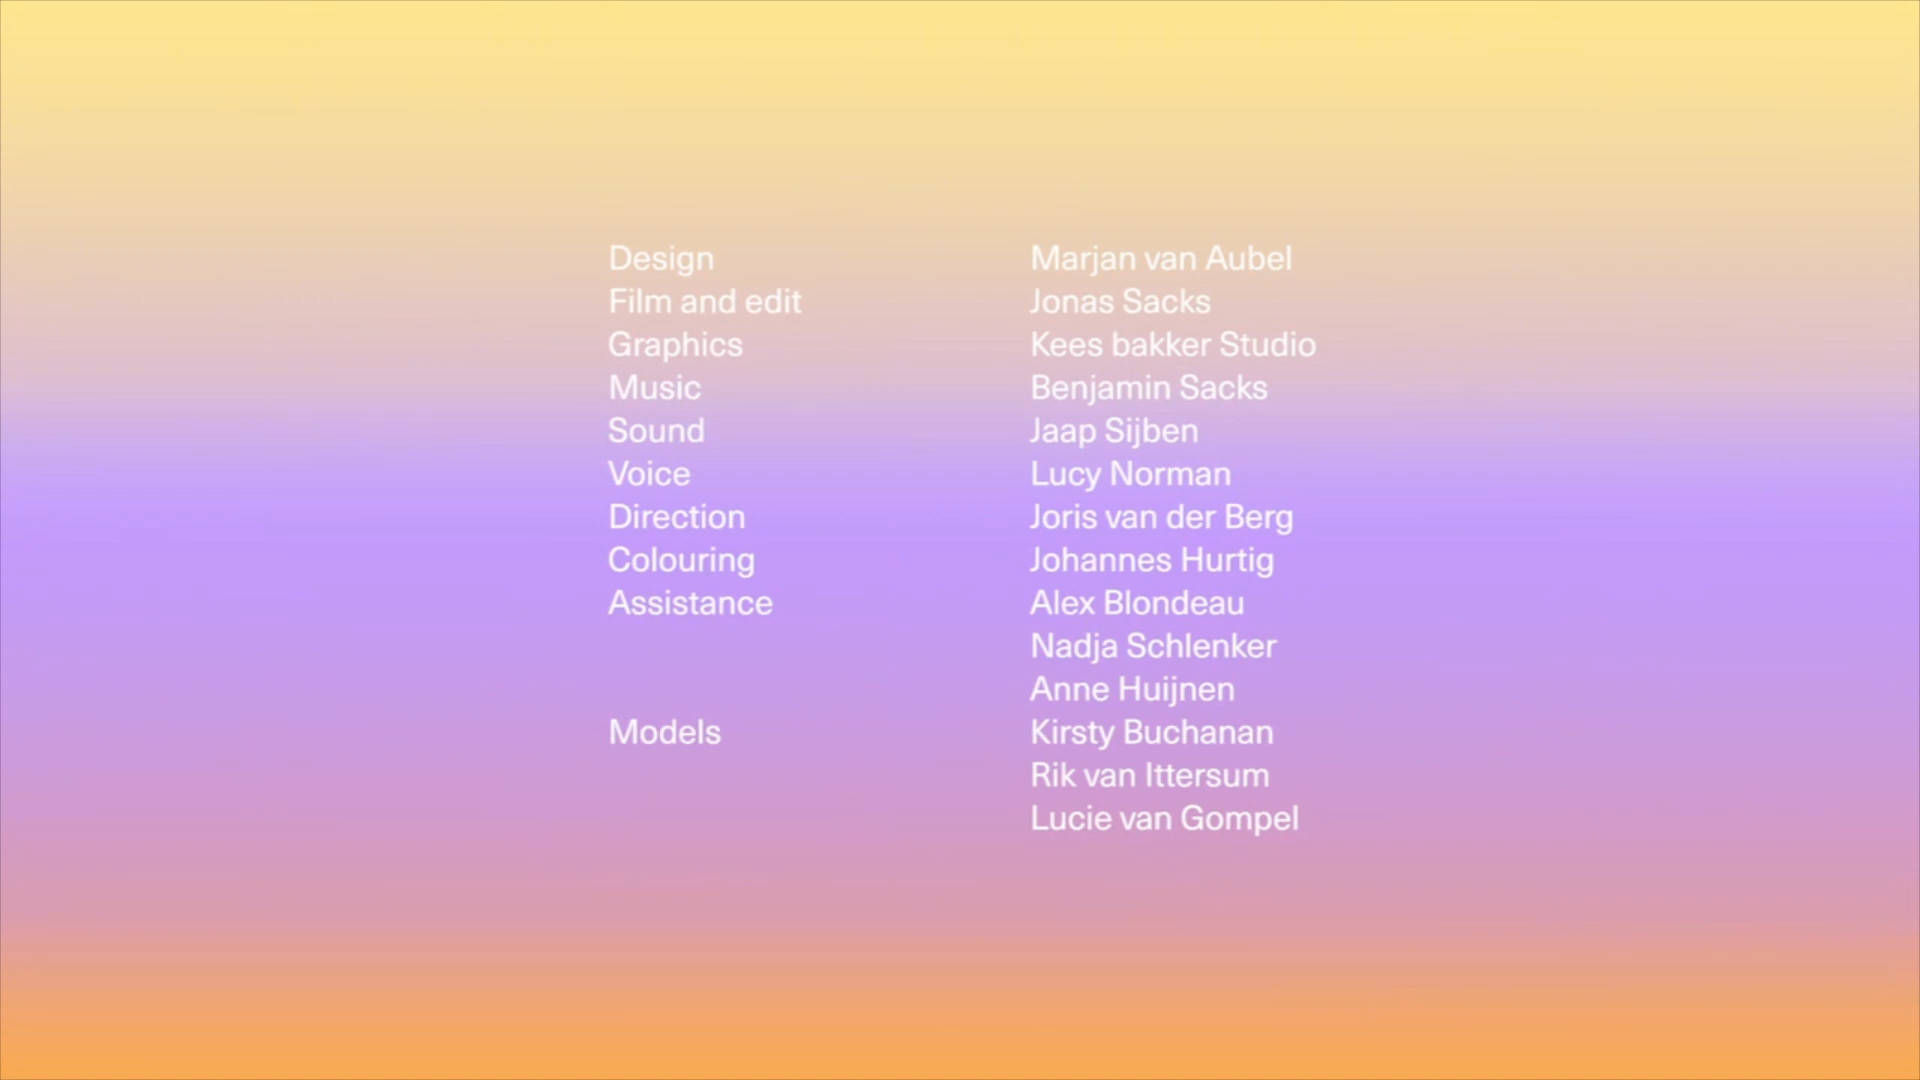 Design Marjan van Aubel
Film and edit Jonas Sacks
Graphics Kees bakker Studio
Music Benjamin Sacks
Sound Jaap Sijben
Voice Lucy Norman
Direction Joris van der Berg
Colouring Johannes Hurtig
Assistance Alex Blondeau
Nadja Schlenker
Anne Huijnen
Models Kirsty Buchanan
Rik van Ittersum
Lucie van Gompel